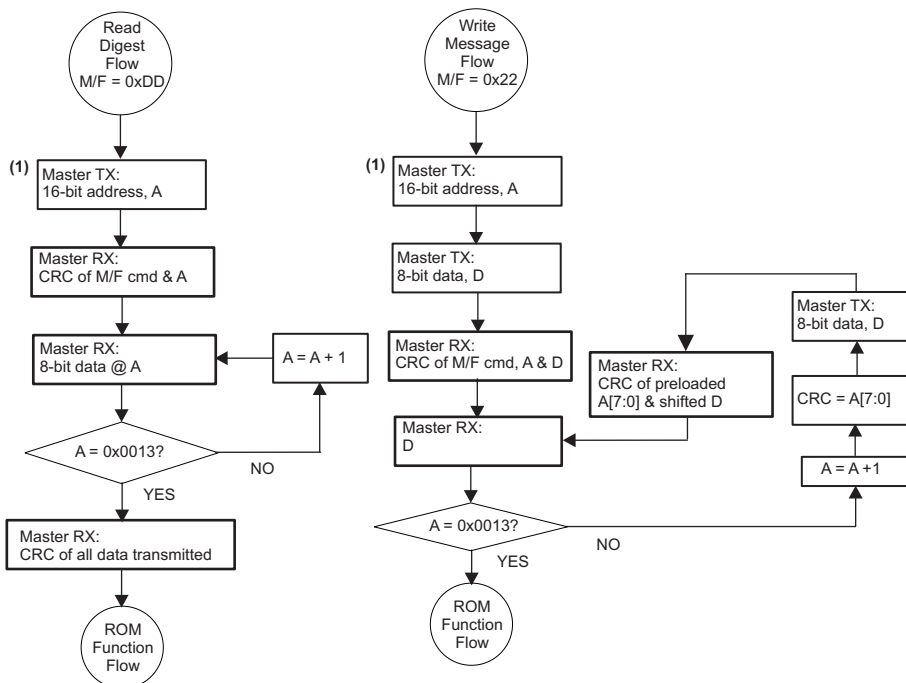 Read
Digest
Flow
M/F = 0xDD
(1)
Master TX:
16-bit address, A
Master RX:
CRC of M/F cmd & A
Master RX:
8-bit data @ A
A = A + 1
A = 0x0013?
NO
YES
Master RX:
CRC of all data transmitted
ROM
Function
Flow
Write
Message
Flow
M/F = 0x22
(1)
Master TX:
16-bit address, A
Master TX:
8-bit data, D
Master RX:
CRC of M/F cmd, A & D
Master RX:
D
A = 0x0013?
NO
YES
ROM
Function
Flow
A = A +1
CRC = A[7:0]
Master TX:
8-bit data, D
Master RX:
CRC of preloaded
A[7:0] & shifted D